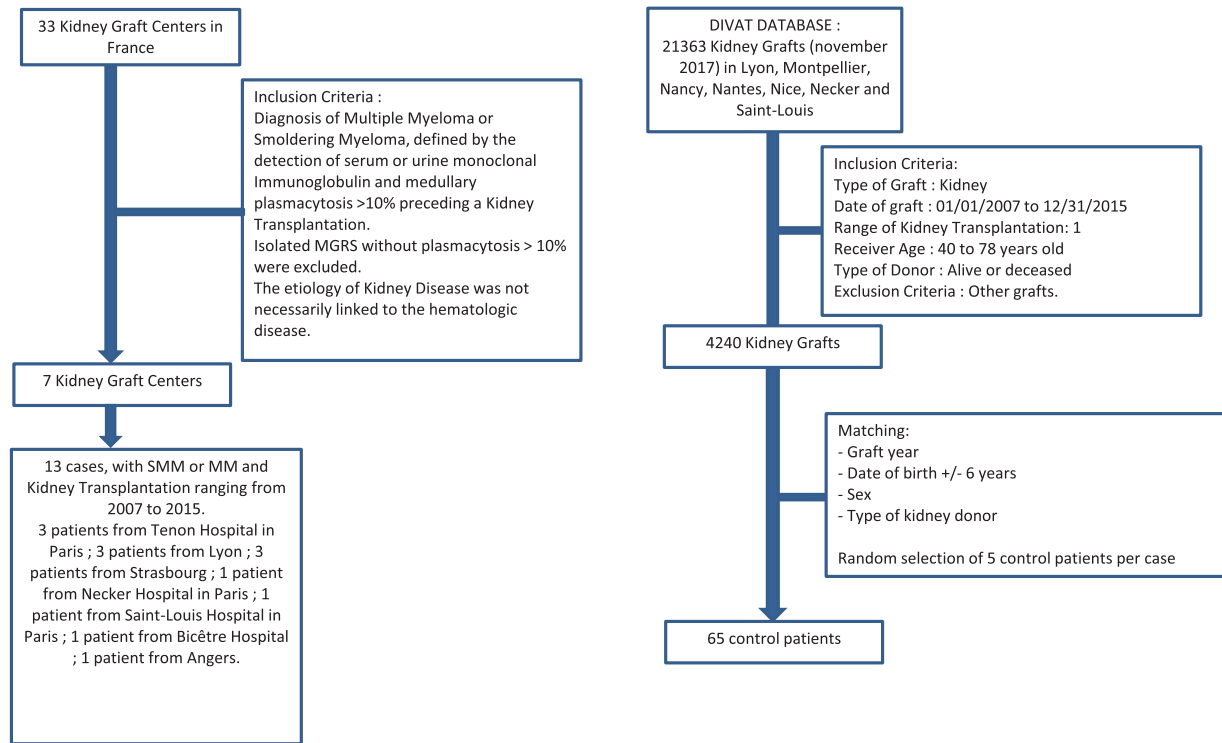 33 Kidney Graft Centers in
France
Inclusion Criteria :
Diagnosis of Multiple Myeloma or
Smoldering Myeloma, defined by the
detection of serum or urine monoclonal
Immunoglobulin and medullary
plasmacytosis >10% preceding a Kidney
Transplantation.
Isolated MGRS without plasmacytosis > 10%
were excluded.
The etiology of Kidney Disease was not
necessarily linked to the hematologic
disease.
7 Kidney Graft Centers
13 cases, with SMM or MM and
Kidney Transplantation ranging from
2007 to 2015.
3 patients from Tenon Hospital in
Paris ; 3 patients from Lyon ; 3
patients from Strasbourg ; 1 patient
from Necker Hospital in Paris ; 1
patient from Saint-Louis Hospital in
Paris ; 1 patient from Bicêtre Hospital
; 1 patient from Angers.
DIVAT DATABASE :
21363 Kidney Grafts (november
2017) in Lyon, Montpellier,
Nancy, Nantes, Nice, Necker and
Saint-Louis
Inclusion Criteria:
Type of Graft : Kidney
Date of graft : 01/01/2007 to 12/31/2015
Range of Kidney Transplantation: 1
Receiver Age : 40 to 78 years old
Type of Donor : Alive or deceased
Exclusion Criteria : Other grafts.
4240 Kidney Grafts
Matching:
- Graft year
- Date of birth +/- 6 years
- Sex
- Type of kidney donor
Random selection of 5 control patients per case
65 control patients